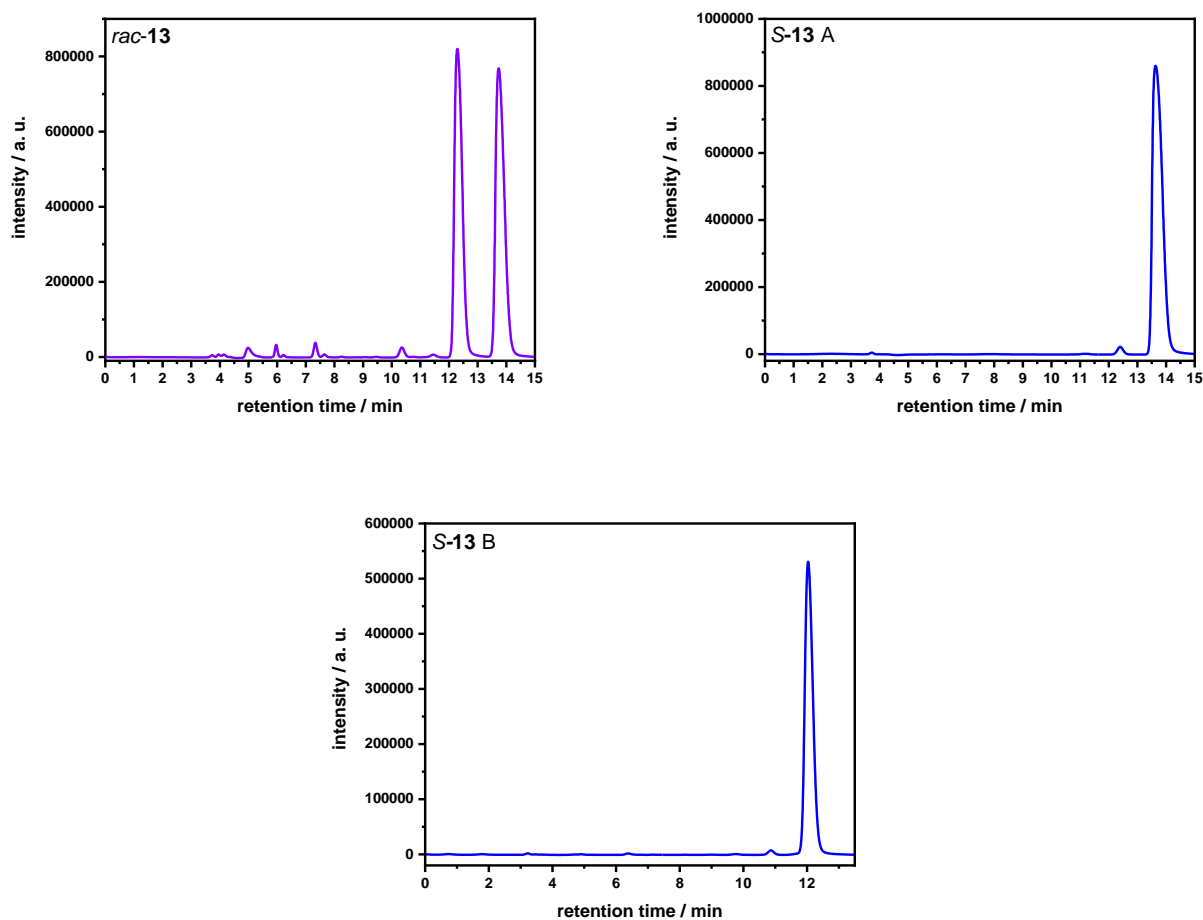 rac-13
intensity / a. u.
800000
600000
400000
200000
0
0 1 2 3 4 5 6 7 8 9 10 11 12 13 14 15
retention time / min
S-13 A
intensity / a. u.
1000000
800000
600000
400000
200000
0
0 1 2 3 4 5 6 7 8 9 10 11 12 13 14 15
retention time / min
S-13 B
intensity / a. u.
600000
500000
400000
300000
200000
100000
0
0 2 4 6 8 10 12
retention time / min